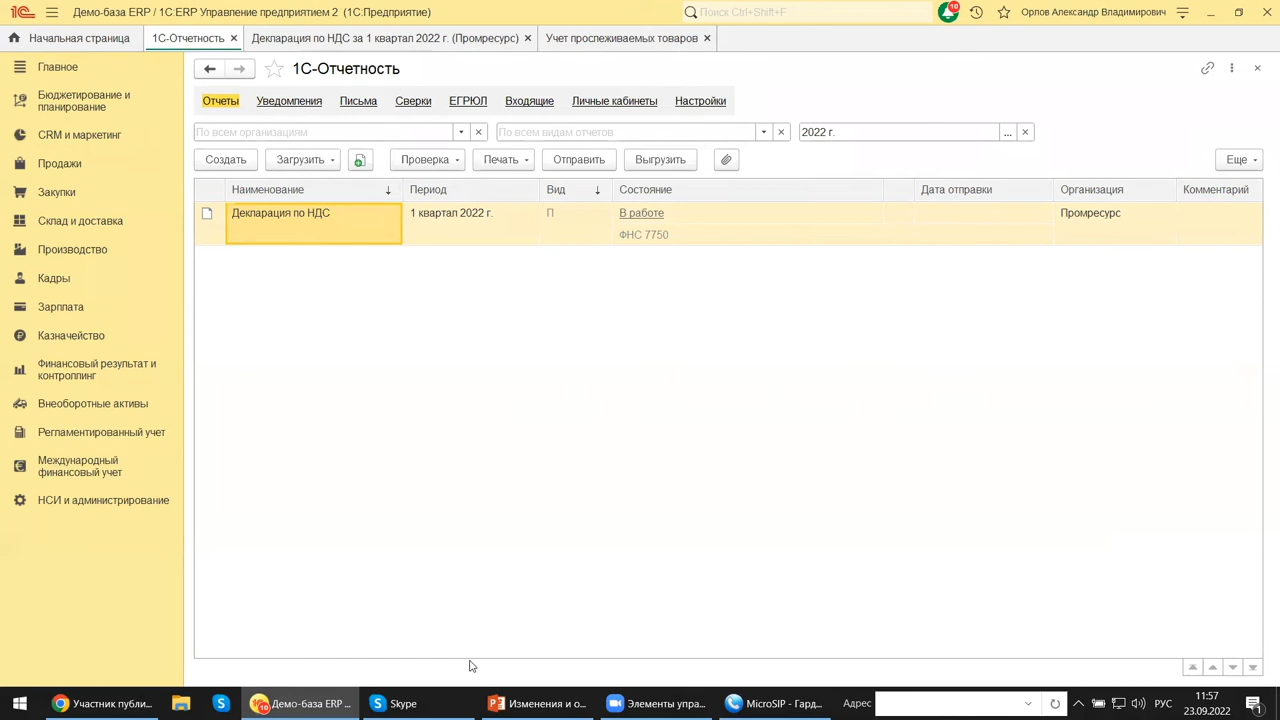 Демо-база ERP / 1С:ERP Управление предприятием 2 (1С:Предприятие)
Поиск Ctrl+Shift+F
10
Орлов Александр Владимирович
Начальная страница
1С-Отчетность ×
Декларация по НДС за 1 квартал 2022 г. (Промресурс) ×
Учет прослеживаемых товаров ×
Главное
Бюджетирование и
планирование
CRM и маркетинг
Продажи
Закупки
Склад и доставка
Производство
Кадры
Зарплата
Казначейство
Финансовый результат и
контроллинг
Внеоборотные активы
Регламентированный учет
Международный
финансовый учет
НСИ и администрирование
1С-Отчетность
Отчеты Уведомления Письма Сверки ЕГРЮЛ Входящие Личные кабинеты Настройки
По всем организациям
По всем видам отчетов
2022 г. ...
Создать Загрузить Проверка Печать Отправить Выгрузить Еще
Наименование Период Вид Состояние Дата отправки Организация Комментарий
Декларация по НДС 1 квартал 2022 г. П В работе Промресурс
ФНС 7750
Участник публи...
Демо-база ERP ...
Skype
Изменения и о...
Элементы упра...
MicroSIP - Гард...
Адрес
РУС
11:57
23.09.2022
1